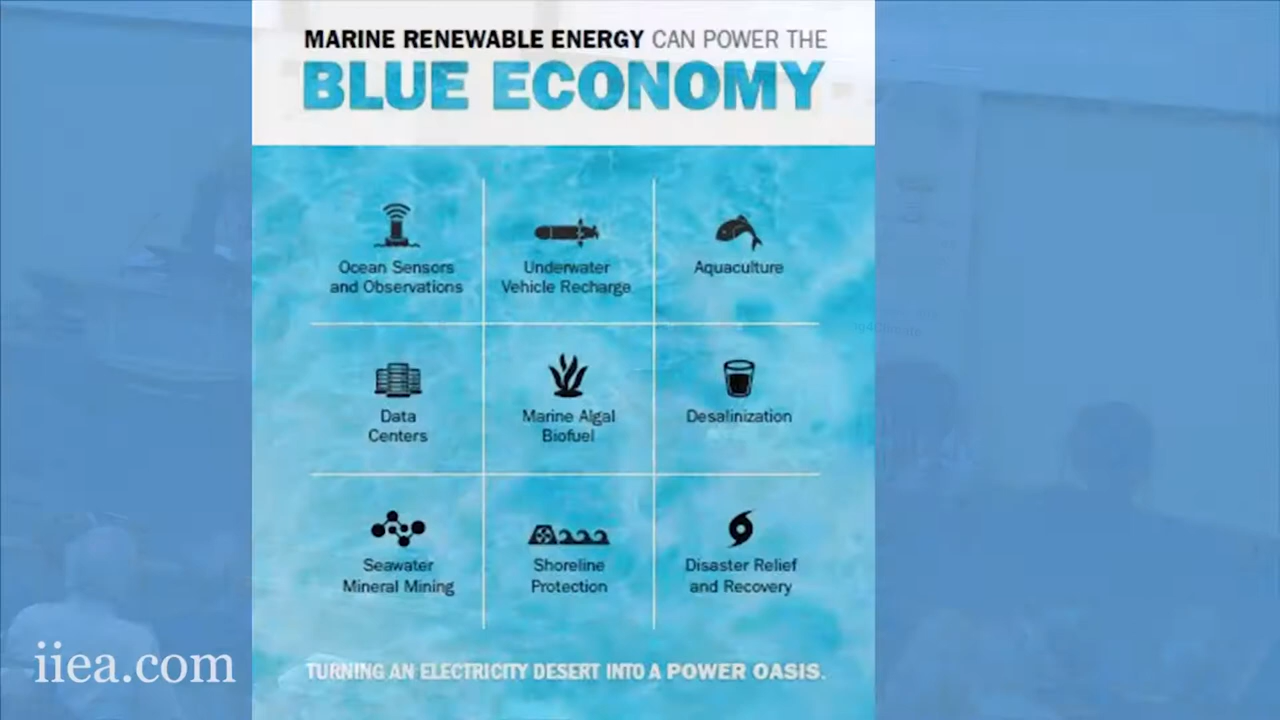 MARINE RENEWABLE ENERGY CAN POWER THE
BLUE ECONOMY
Ocean Sensors
and Observations
Underwater
Vehicle Recharge
Aquaculture
Data
Centers
Marine Algal
Biofuel
Desalinization
Seawater
Mineral Mining
Shoreline
Protection
Disaster Relief
and Recovery
TURNING AN ELECTRICITY DESERT INTO A POWER OASIS.
iiea.com